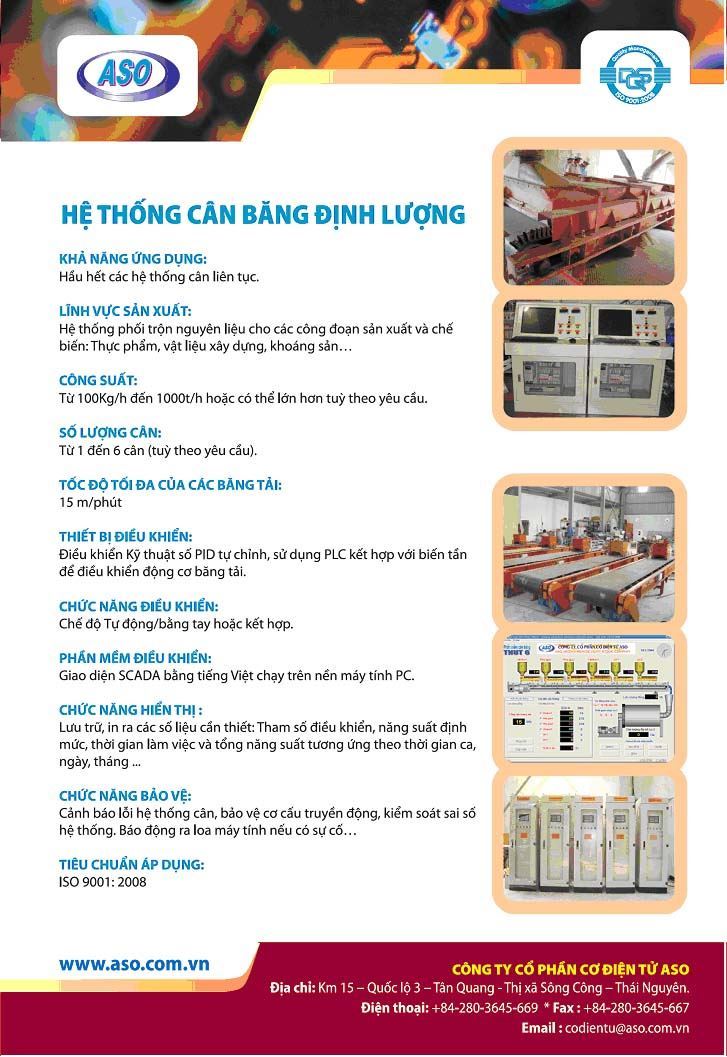 ASO
Quality Management
DQS
ISO 9001:2008
HỆ THỐNG CÂN BĂNG ĐỊNH LƯỢNG
KHẢ NĂNG ỨNG DỤNG:
Hầu hết các hệ thống cân liên tục.
LĨNH VỰC SẢN XUẤT:
Hệ thống phối trộn nguyên liệu cho các công đoạn sản xuất và chế
biến: Thực phẩm, vật liệu xây dựng, khoáng sản…
CÔNG SUẤT:
Từ 100Kg/h đến 1000t/h hoặc có thể lớn hơn tuỳ theo yêu cầu.
SỐ LƯỢNG CÂN:
Từ 1 đến 6 cân (tuỳ theo yêu cầu).
TỐC ĐỘ TỐI ĐA CỦA CÁC BĂNG TẢI:
15 m/phút
THIẾT BỊ ĐIỀU KHIỂN:
Điều khiển Kỹ thuật số PID tự chỉnh, sử dụng PLC kết hợp với biến tần
để điều khiển động cơ băng tải.
CHỨC NĂNG ĐIỀU KHIỂN:
Chế độ Tự động/bằng tay hoặc kết hợp.
PHẦN MỀM ĐIỀU KHIỂN:
Giao diện SCADA bằng tiếng Việt chạy trên nền máy tính PC.
CHỨC NĂNG HIỂN THỊ :
Lưu trữ, in ra các số liệu cần thiết: Tham số điều khiển, năng suất định
mức, thời gian làm việc và tổng năng suất tương ứng theo thời gian ca,
ngày, tháng ...
CHỨC NĂNG BẢO VỆ:
Cảnh báo lỗi hệ thống cân, bảo vệ cơ cấu truyền động, kiểm soát sai số
hệ thống. Báo động ra loa máy tính nếu có sự cố…
TIÊU CHUẨN ÁP DỤNG:
ISO 9001: 2008
ASO
CÔNG TY CỔ PHẦN CƠ ĐIỆN TỬ ASO
www.aso.com.vn
CÔNG TY CỔ PHẦN CƠ ĐIỆN TỬ ASO
Địa chỉ: Km 15 – Quốc lộ 3 – Tân Quang - Thị xã Sông Công – Thái Nguyên.
Điện thoại: +84-280-3645-669 * Fax : +84-280-3645-667
Email : codientu@aso.com.vn